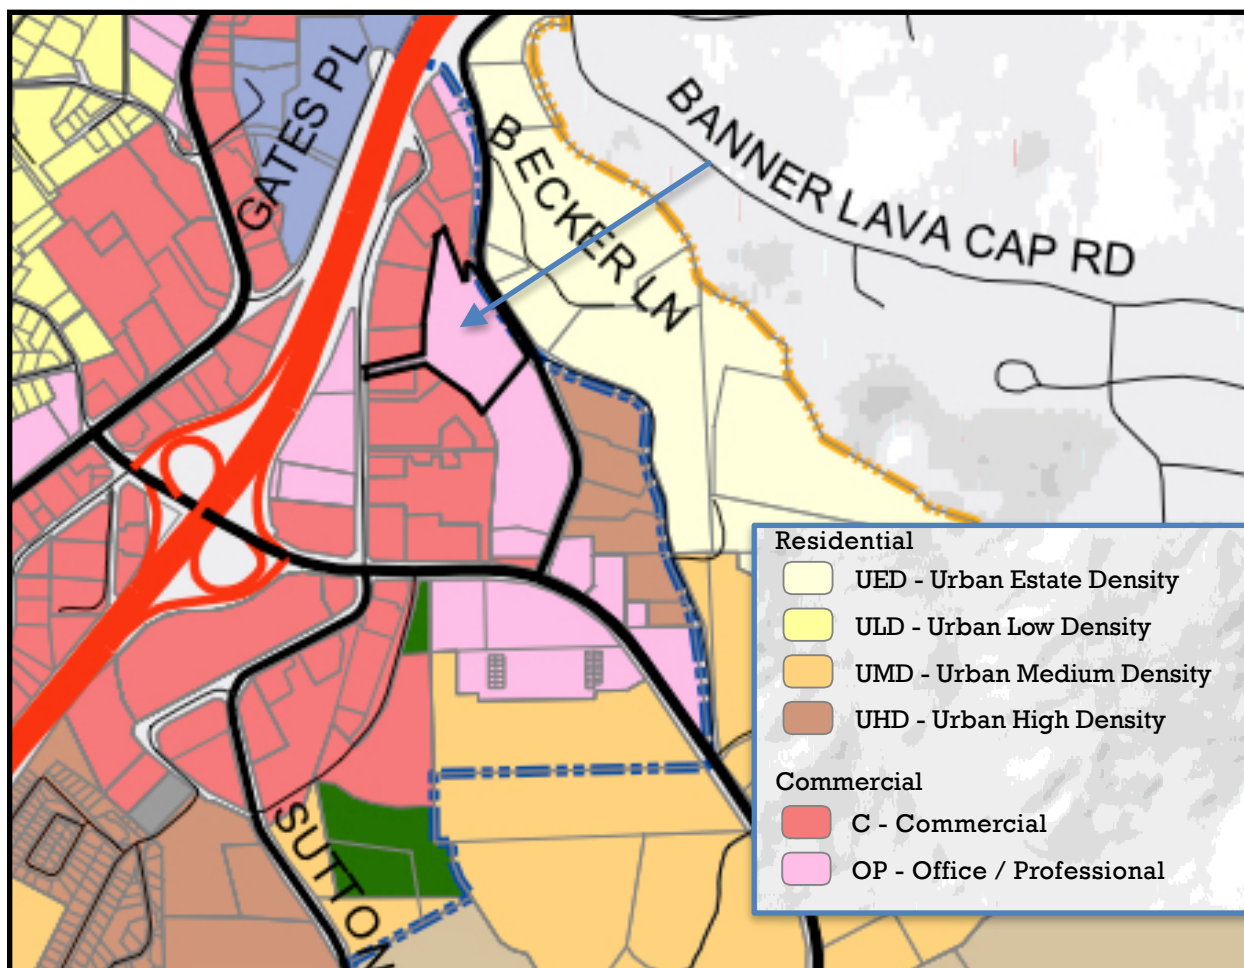 GATES PL
BECKER LN
BANNER LAVA CAP RD
SUTTON
Residential
UED - Urban Estate Density
ULD - Urban Low Density
UMD - Urban Medium Density
UHD - Urban High Density
Commercial
C - Commercial
OP - Office / Professional